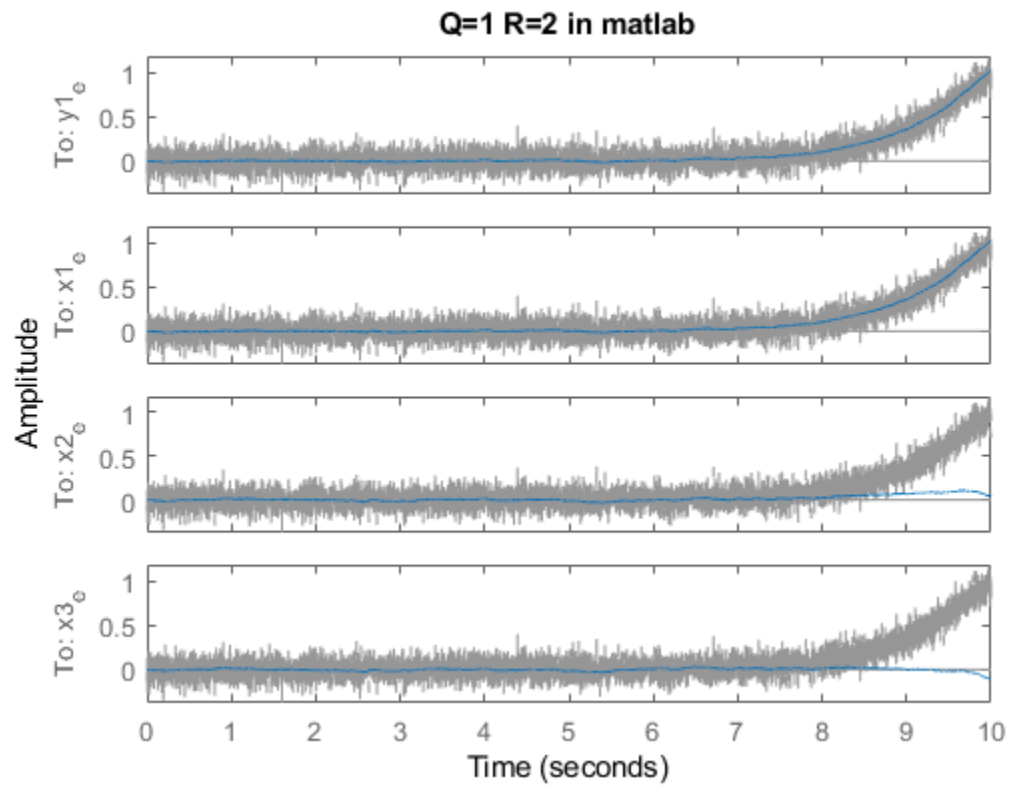 Q=1 R=2 in matlab
To: y1e
1
0.5
0
To: x1e
1
0.5
0
Amplitude
To: x2e
1
0.5
0
To: x3e
1
0.5
0
0 1 2 3 4 5 6 7 8 9 10
Time (seconds)